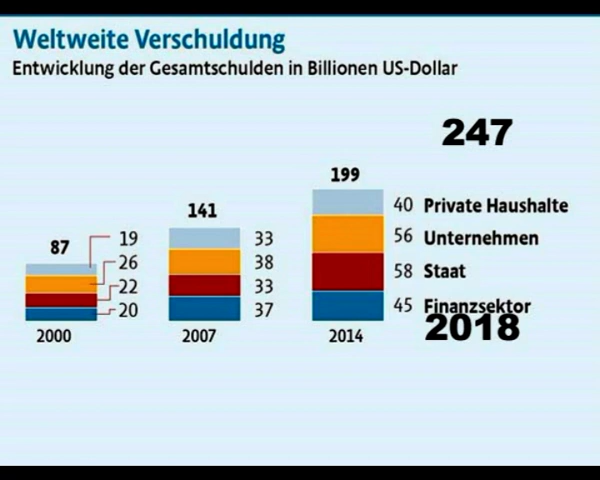 Weltweite Verschuldung
Entwicklung der Gesamtschulden in Billionen US-Dollar
247
199
141
87
40 Private Haushalte
56 Unternehmen
58 Staat
45 Finanzsektor
33
38
33
37
19
26
22
20
2018
2000
2007
2014